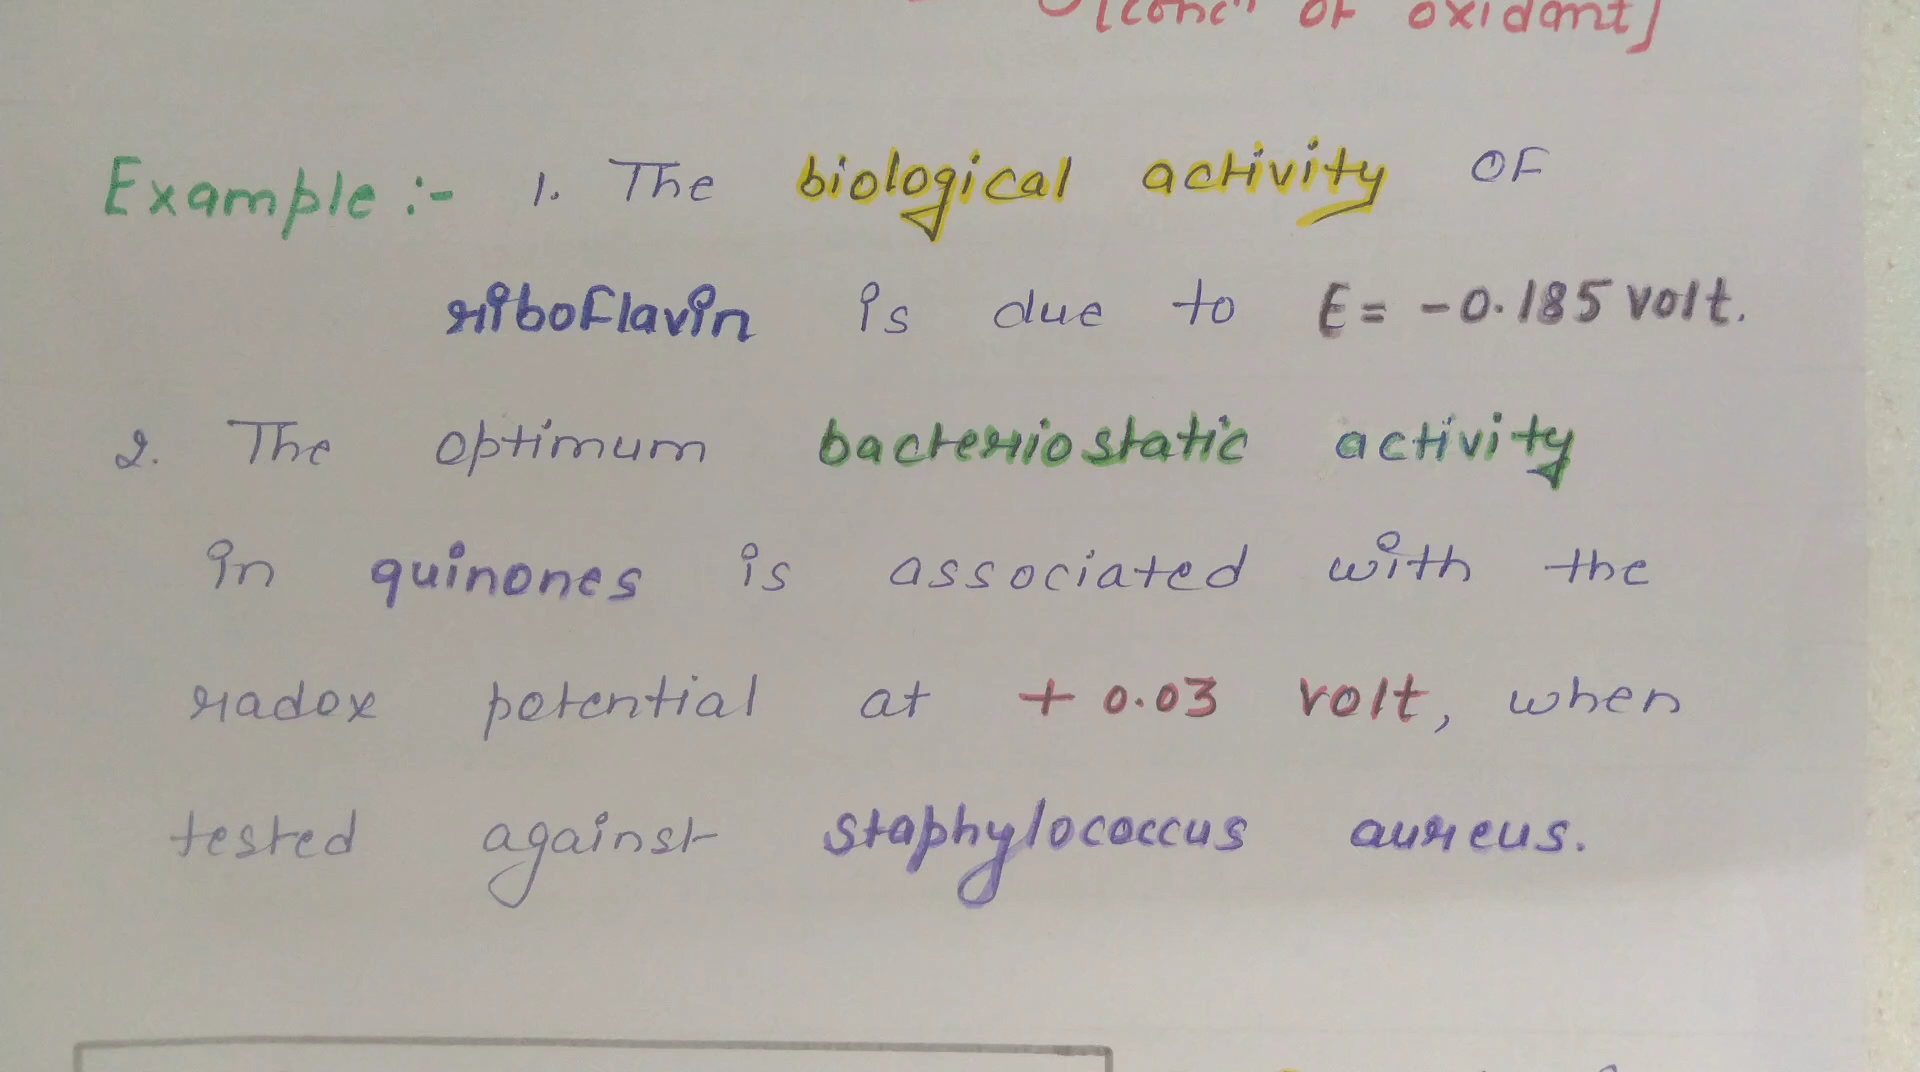 [concn of oxidant]
Example :- 1. The biological activity of
riboflavin is due to E = -0.185 volt.
2. The optimum bacteriostatic activity
in quinones is associated with the
radox potential at + 0.03 volt, when
tested against staphylococcus aureus.